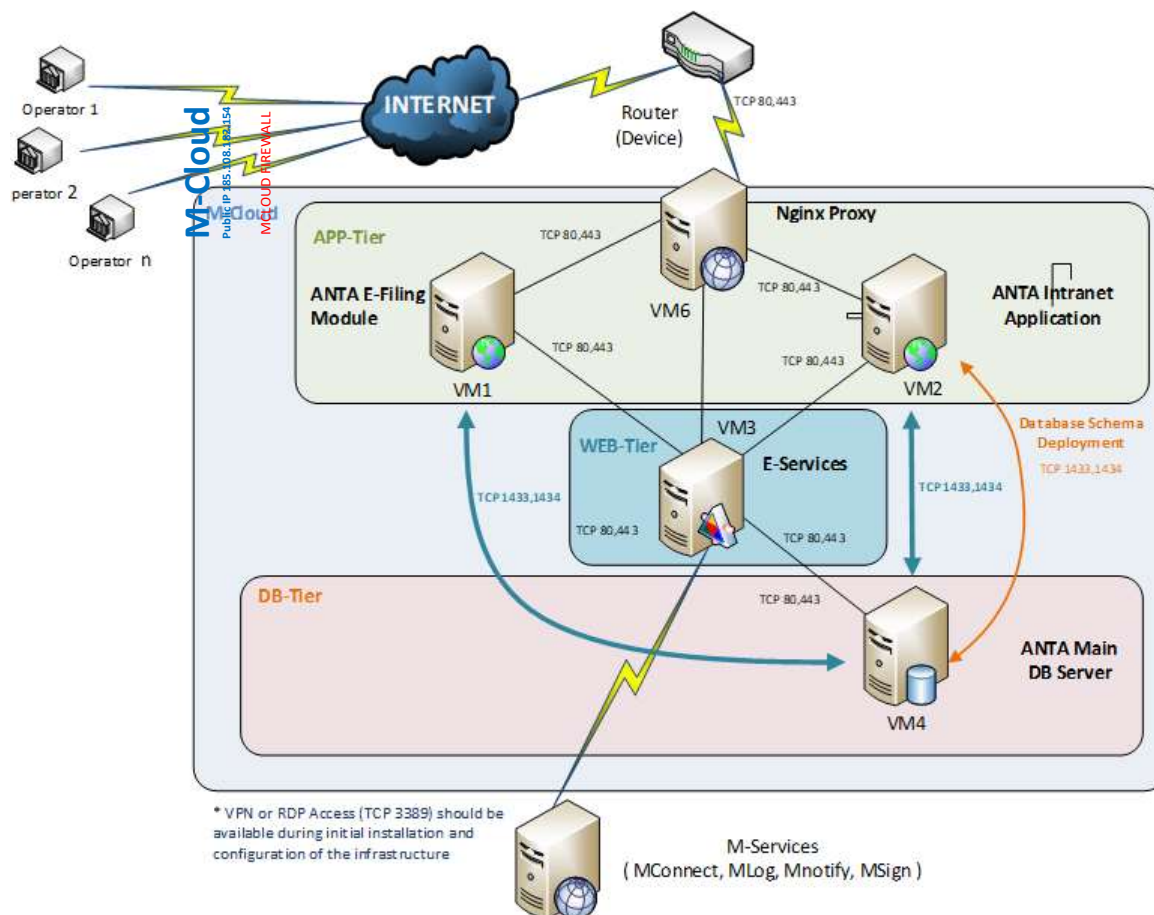 Operator 1
perator 2
Operator n
INTERNET
Router
(Device)
TCP 80,443
M-Cloud
Public IP 185.108.182.154
MCLOUD FIREWALL
M-Cloud
APP-Tier
Nginx Proxy
TCP 80,443
ANTA E-Filing
Module
VM6
TCP 80,443
ANTA Intranet
Application
TCP 80,443
TCP 80,443
VM1
VM2
WEB-Tier
VM3
E-Services
Database Schema
Deployment
TCP 1433,1434
TCP 1433,1434
TCP 1433,1434
TCP 80,443
TCP 80,443
DB-Tier
TCP 80,443
ANTA Main
DB Server
VM4
* VPN or RDP Access (TCP 3389) should be
available during initial installation and
configuration of the infrastructure
M-Services
( MConnect, MLog, Mnotify, MSign )